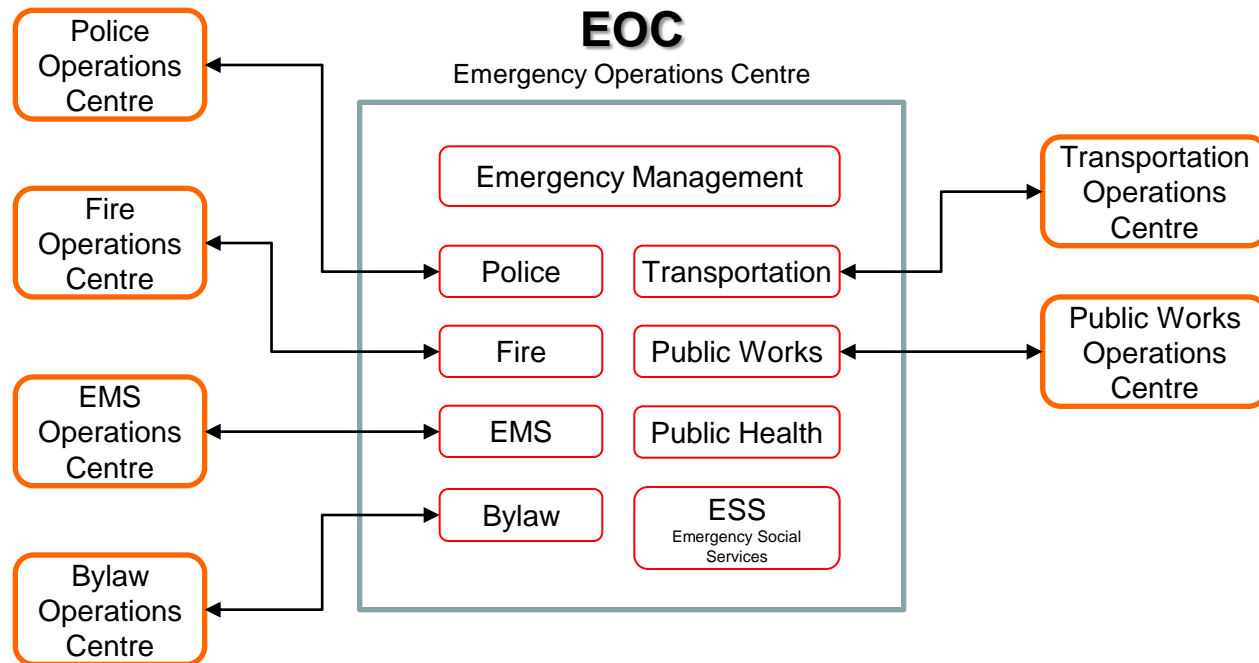 EOC
Emergency Operations Centre
Police
Operations
Centre
Fire
Operations
Centre
EMS
Operations
Centre
Bylaw
Operations
Centre
Emergency Management
Police
Transportation
Fire
Public Works
EMS
Public Health
Bylaw
ESS
Emergency Social
Services
Transportation
Operations
Centre
Public Works
Operations
Centre